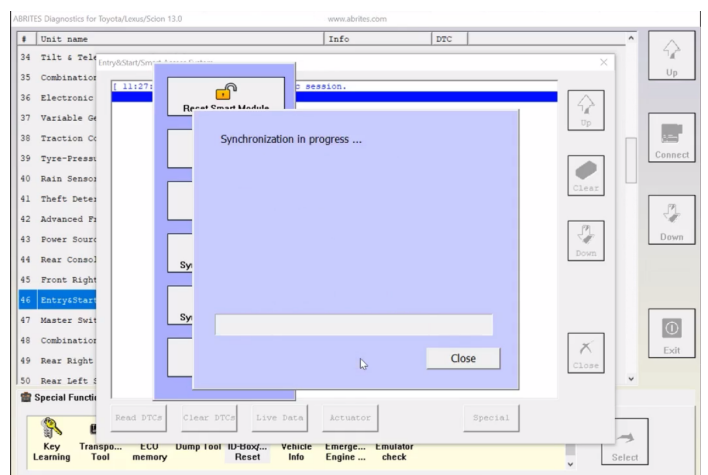 ABRITES Diagnostics for Toyota/Lexus/Scion 13.0 www.abrites.com
# Unit name Info DTC
34 Tilt & Tele
35 Combination
36 Electronic
37 Variable Ge
38 Traction Co
39 Tyre-Pressu
40 Rain Sensor
41 Theft Deter
42 Advanced Fr
43 Power Sourc
44 Rear Consol
45 Front Right
46 Entry&Start
47 Master Swit
48 Combination
49 Rear Right
50 Rear Left S
Entry&Start/Smart Access System
[ 11:27: c session.
Reset Smart Module
Synchronization in progress ...
Sy
Sy
Close
Up
Clear
Down
Close
Read DTCs Clear DTCs Live Data Actuator Special
Up
Connect
Down
Exit
Special Functi
Key Learning
Transpo... Tool
ECU memory
Dump Tool
ID-Box/... Reset
Vehicle Info
Emerge... Engine ...
Emulator check
Select